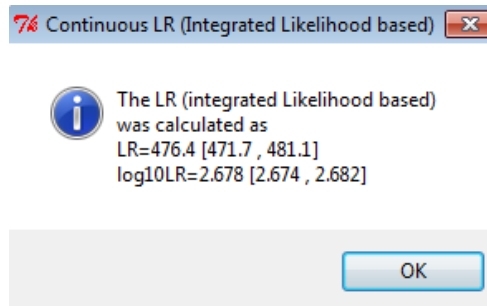 Continuous LR (Integrated Likelihood based)
The LR (integrated Likelihood based)
was calculated as
LR=476.4 [471.7 , 481.1]
log10LR=2.678 [2.674 , 2.682]
OK